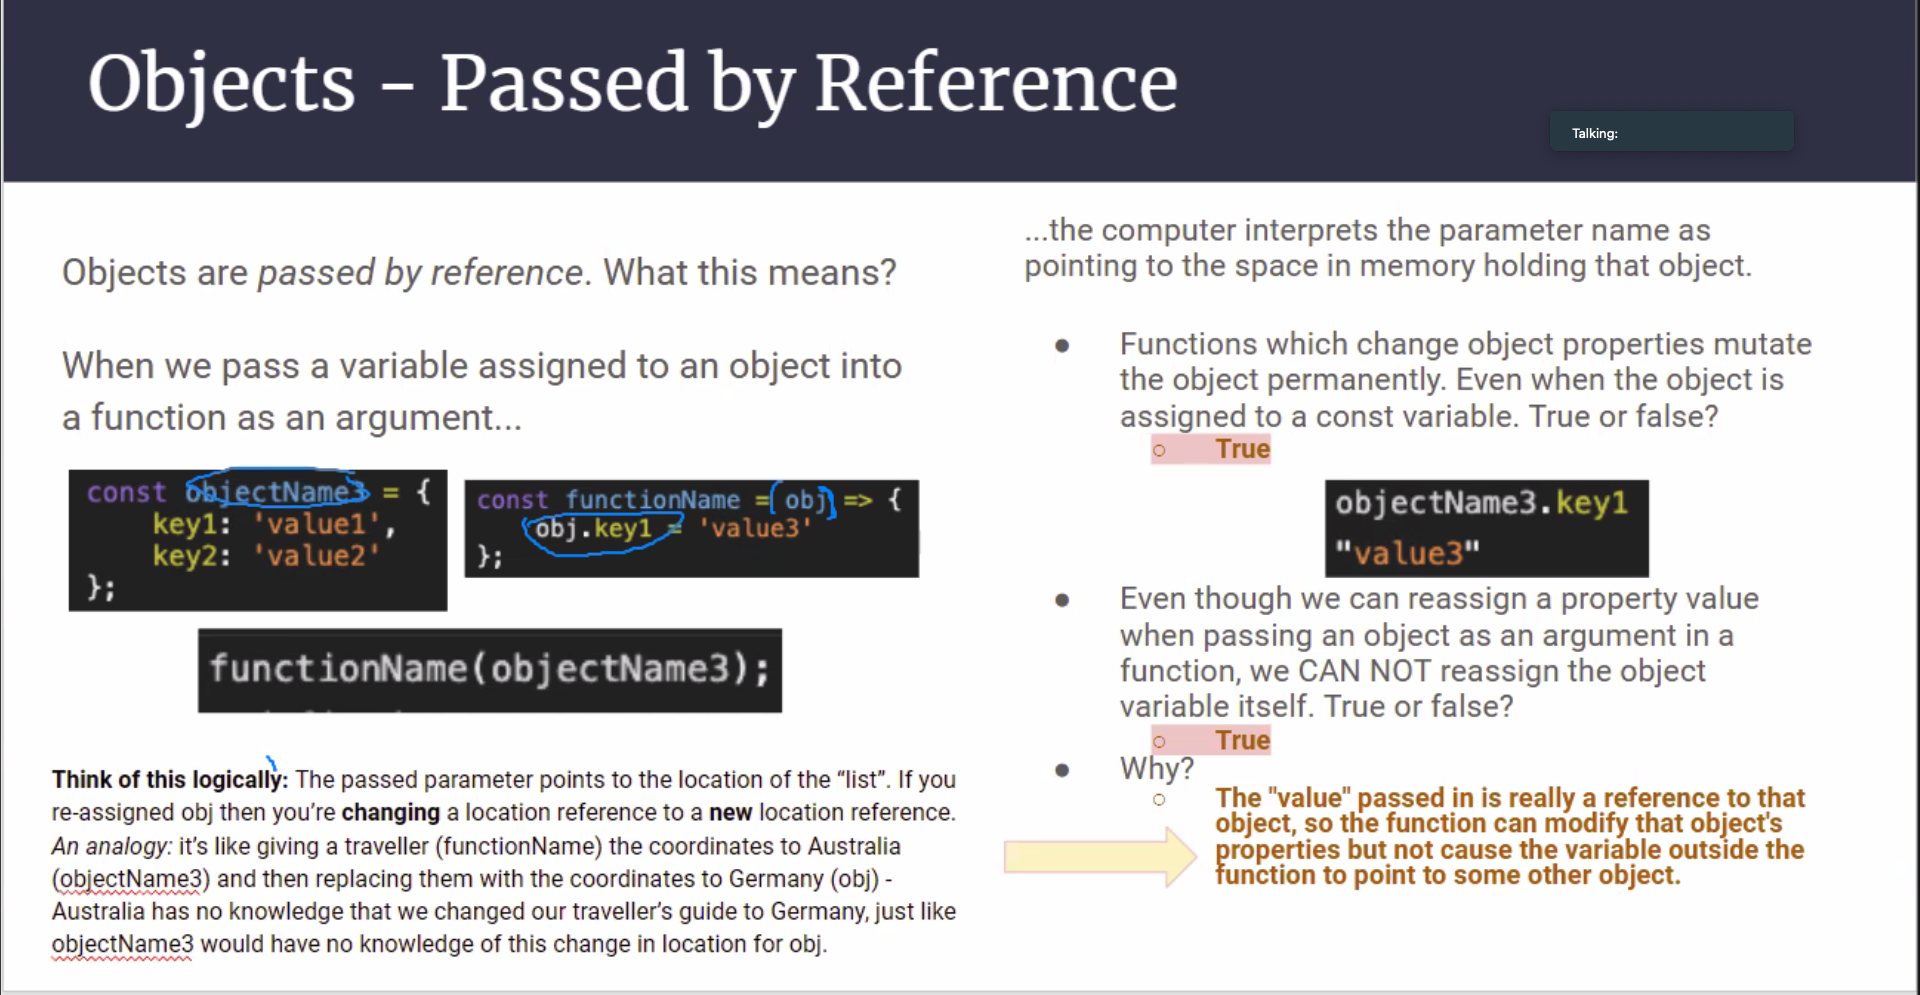 Objects - Passed by Reference
Talking:
Objects are passed by reference. What this means?
When we pass a variable assigned to an object into
a function as an argument...
const objectName3 = {
key1: 'value1',
key2: 'value2'
};
const functionName = obj => {
obj.key1 = 'value3'
};
functionName(objectName3);
Think of this logically: The passed parameter points to the location of the “list”. If you
re-assigned obj then you’re changing a location reference to a new location reference.
An analogy: it’s like giving a traveller (functionName) the coordinates to Australia
(objectName3) and then replacing them with the coordinates to Germany (obj) -
Australia has no knowledge that we changed our traveller’s guide to Germany, just like
objectName3 would have no knowledge of this change in location for obj.
...the computer interprets the parameter name as
pointing to the space in memory holding that object.
● Functions which change object properties mutate
the object permanently. Even when the object is
assigned to a const variable. True or false?
○ True
objectName3.key1
"value3"
● Even though we can reassign a property value
when passing an object as an argument in a
function, we CAN NOT reassign the object
variable itself. True or false?
○ True
● Why?
○ The "value" passed in is really a reference to that
object, so the function can modify that object's
properties but not cause the variable outside the
function to point to some other object.